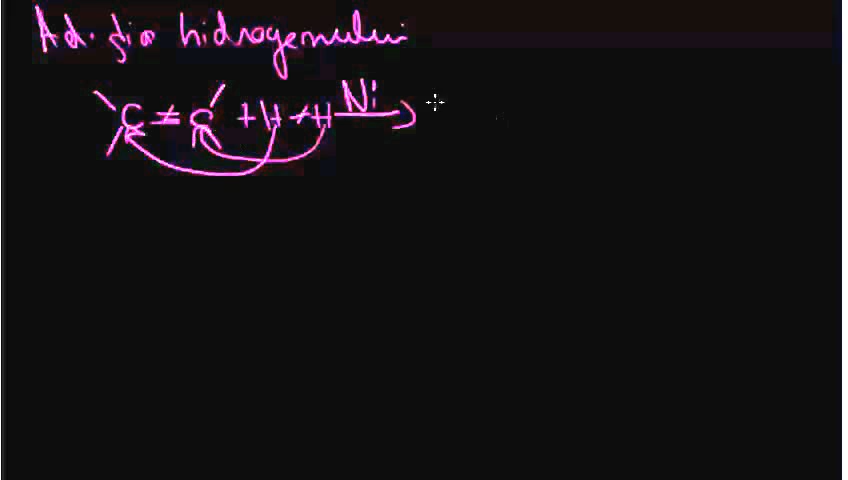 Adiția hidrogenului
C = C + H - H Ni →